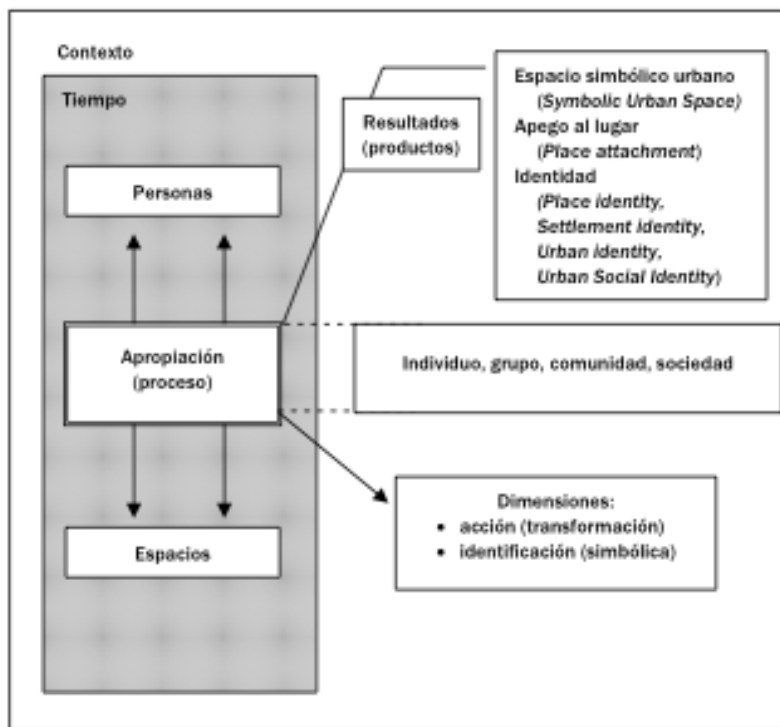 Contexto
Tiempo
Personas
Apropiación
(proceso)
Espacios
Resultados
(productos)
Espacio simbólico urbano
(Symbolic Urban Space)
Apego al lugar
(Place attachment)
Identidad
(Place identity,
Settlement identity,
Urban identity,
Urban Social Identity)
Individuo, grupo, comunidad, sociedad
Dimensiones:
• acción (transformación)
• identificación (simbólica)